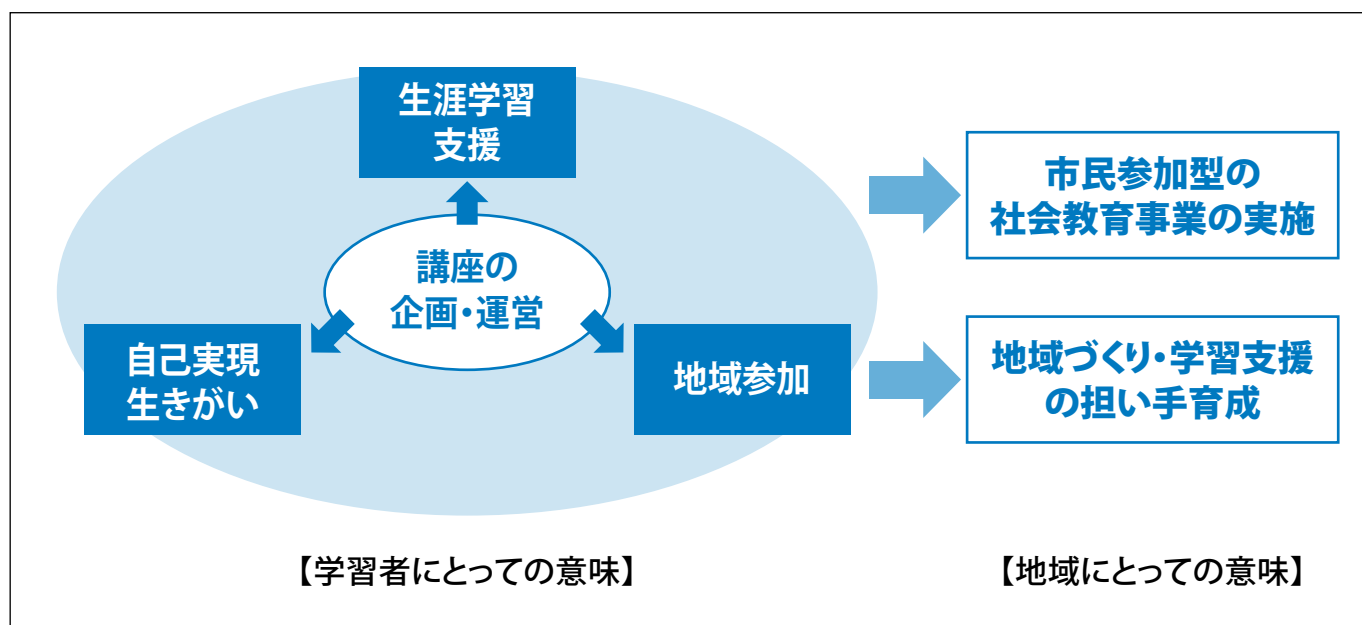 生涯学習
支援
講座の
企画・運営
自己実現
生きがい
地域参加
市民参加型の
社会教育事業の実施
地域づくり・学習支援
の担い手育成
【学習者にとっての意味】
【地域にとっての意味】